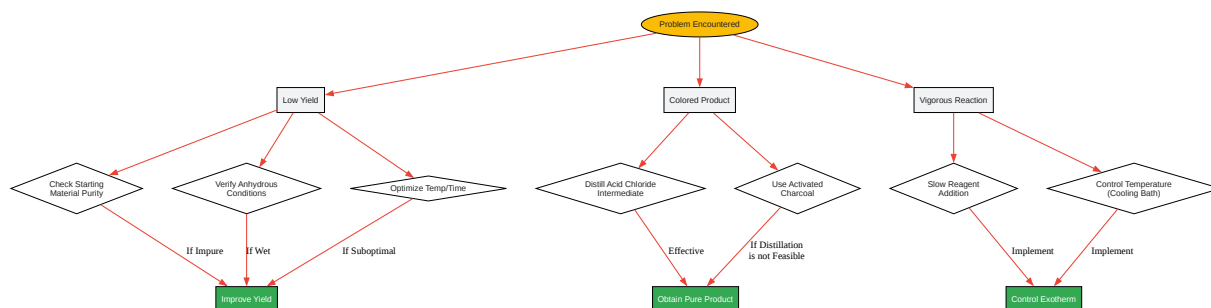 Problem Encountered
Low Yield
Colored Product
Vigorous Reaction
Check Starting
Material Purity
Verify Anhydrous
Conditions
Optimize Temp/Time
Distill Acid Chloride
Intermediate
Use Activated
Charcoal
Slow Reagent
Addition
Control Temperature
(Cooling Bath)
If Impure
If Wet
If Suboptimal
Effective
If Distillation
is not Feasible
Implement
Implement
Improve Yield
Obtain Pure Product
Control Exotherm